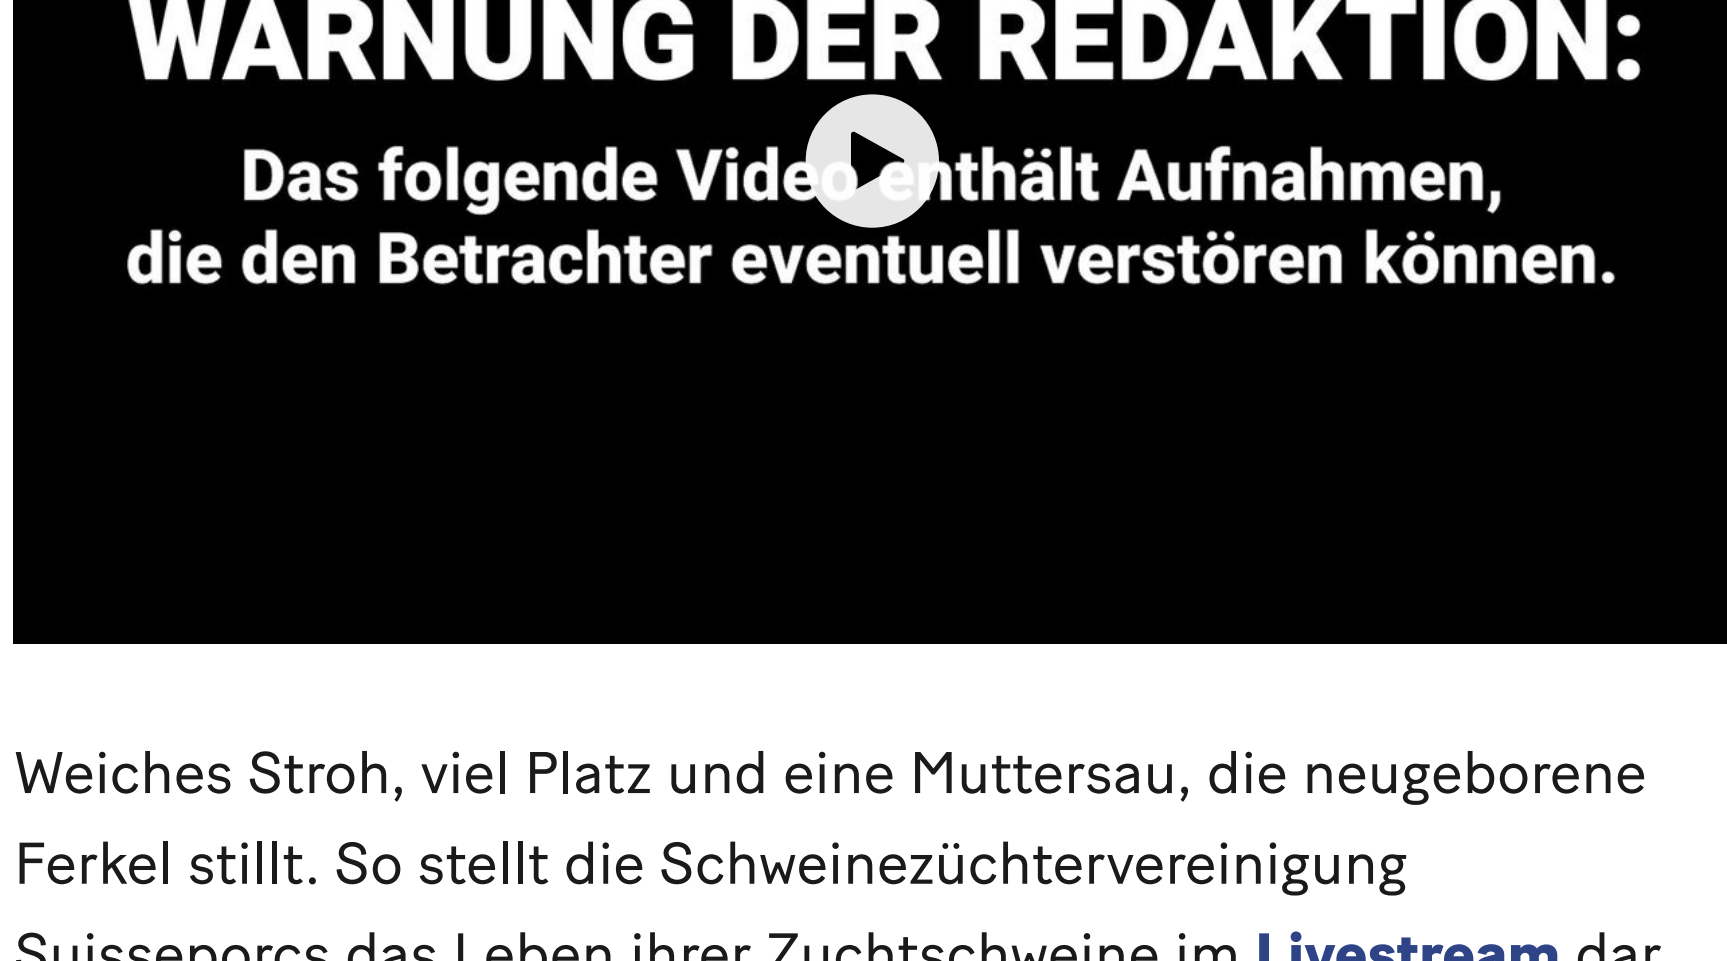 WARNUNG DER REDAKTION:
Das folgende Video enthält Aufnahmen,
die den Betrachter eventuell verstören können.
Weiches Stroh, viel Platz und eine Muttersau, die neugeborene
Ferkel stillt. So stellt die Schweinezüchtervereinigung
Suisseporcs das Leben ihrer Zuchtschweine im Livestream dar